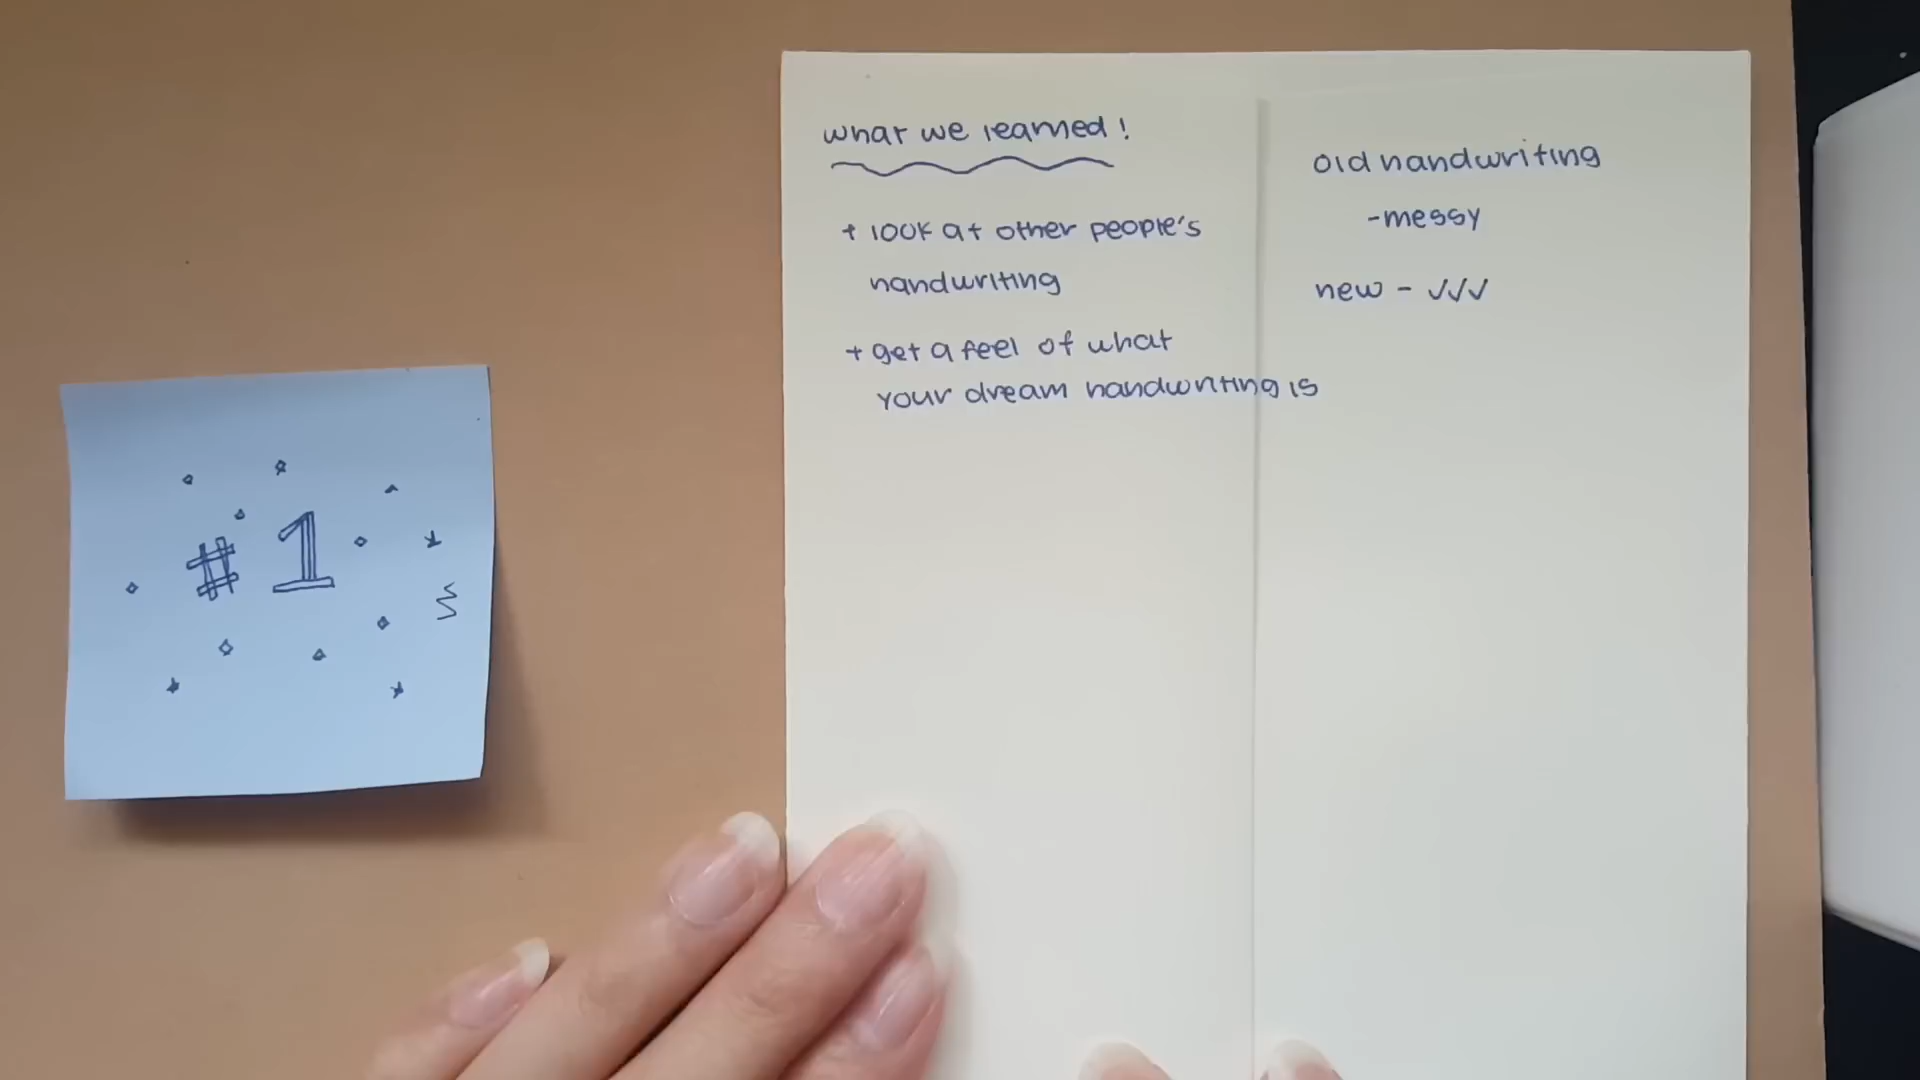 #1
what we learned!
+ look at other people's
handwriting
+ get a feel of what
your dream handwriting is
old handwriting
-messy
new - ✓✓✓